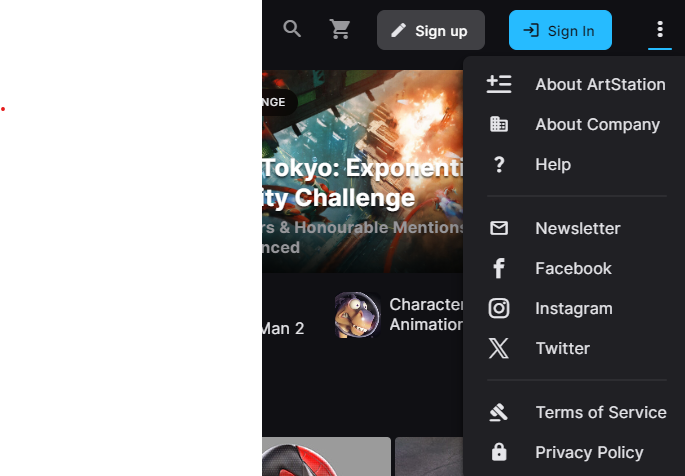 Sign up
Sign In
About ArtStation
NGE
About Company
Tokyo: Exponenti
Help
ity Challenge
rs & Honourable Mentions
Newsletter
nced
Facebook
Character
Instagram
Man 2
Animation
Twitter
Terms of Service
Privacy Policy